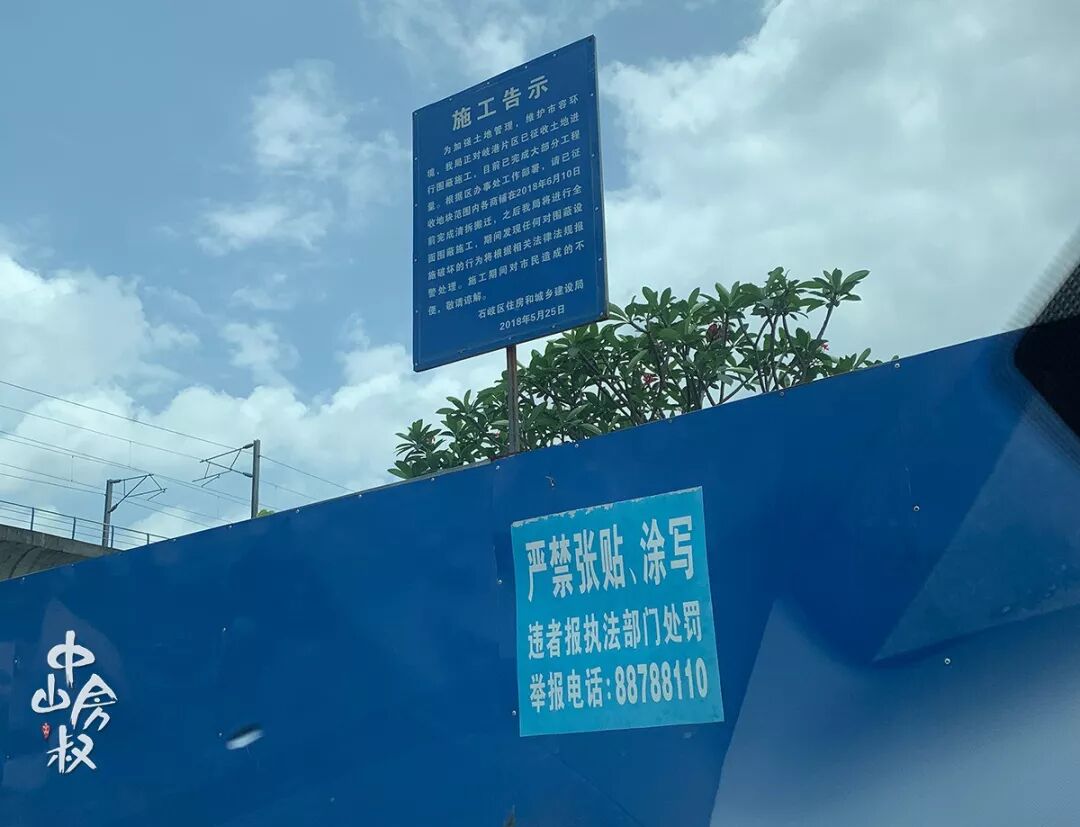 施工告示
为加强土地管理，维护市容环
境，我局正对岐港片区已征收土地进
行围蔽施工，目前已完成大部分工程
量。根据区办事处工作部署，请已征
收地块范围内各商铺在2018年6月10日
前完成清拆搬迁，之后我局将进行全
面围蔽施工，期间发现任何对围蔽设
施破坏的行为将根据相关法律法规报
警处理。施工期间对市民造成的不
便，敬请谅解。
石岐区住房和城乡建设局
2018年5月25日
严禁张贴、涂写
违者报执法部门处罚
举报电话:88788110
中山房叔